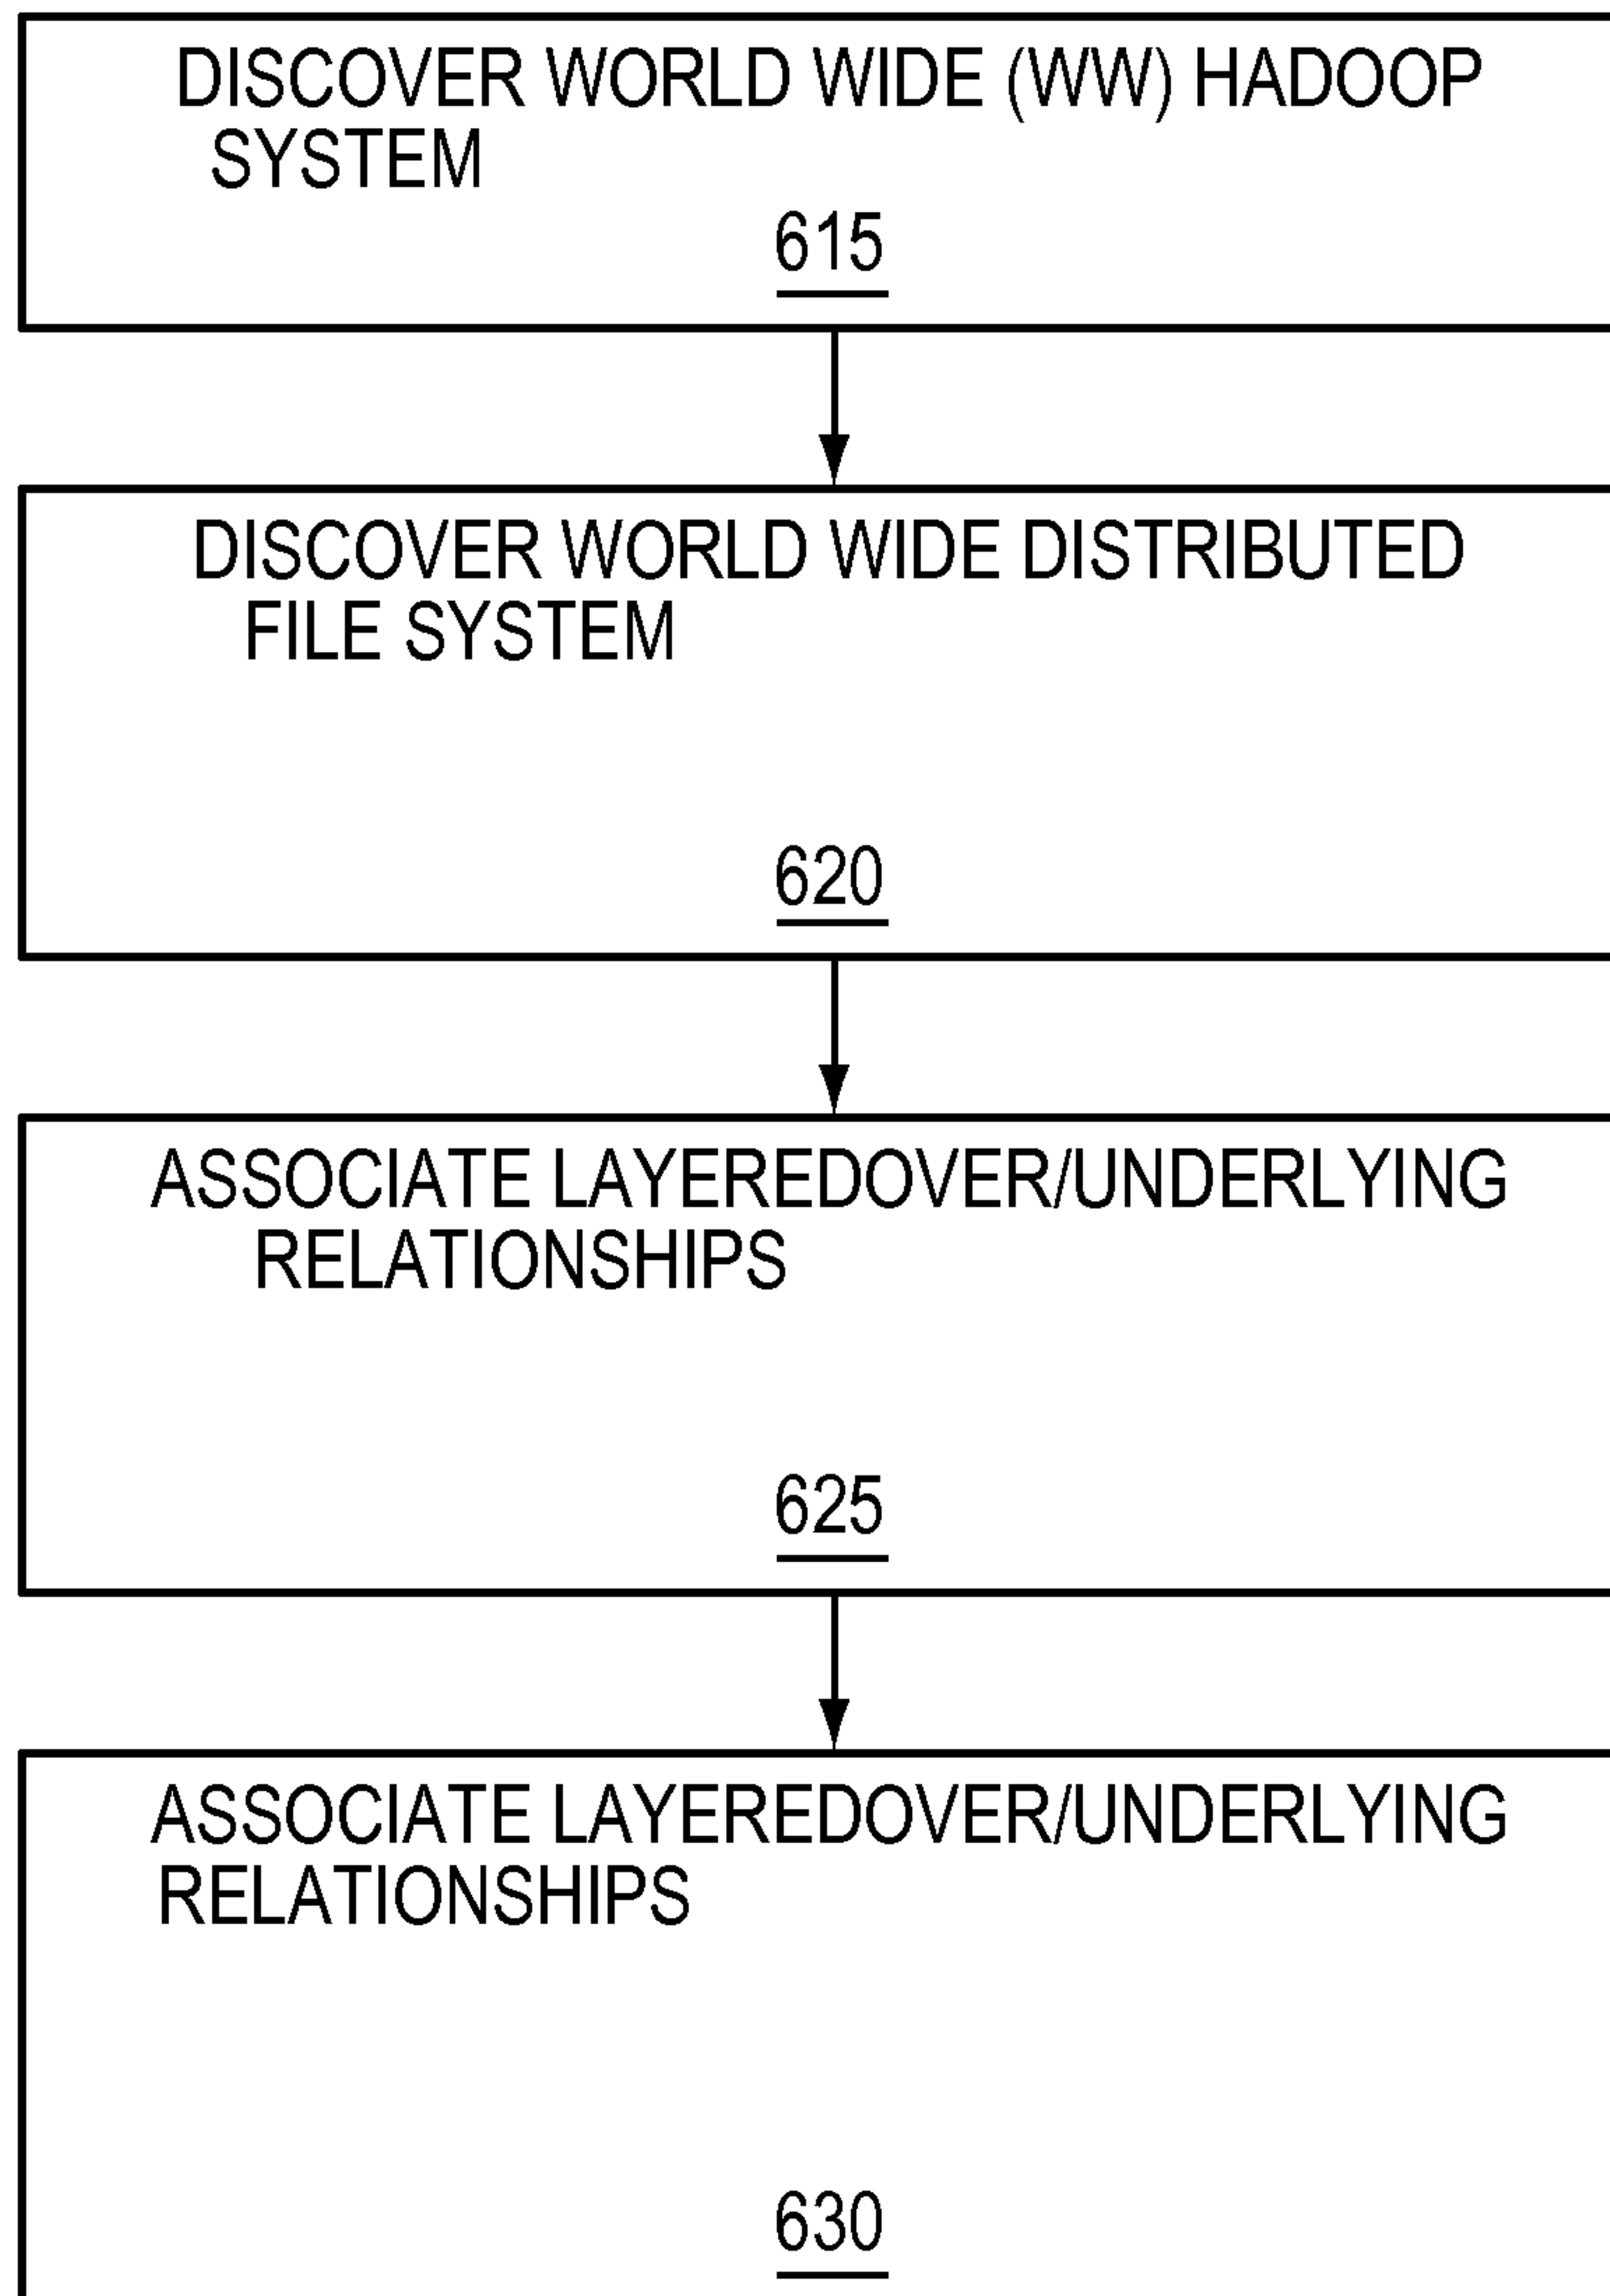 DISCOVER WORLD WIDE (WW) HADOOP
SYSTEM
615
DISCOVER WORLD WIDE DISTRIBUTED
FILE SYSTEM
620
ASSOCIATE LAYEREDOVER/UNDERLYING
RELATIONSHIPS
625
ASSOCIATE LAYEREDOVER/UNDERLYING
RELATIONSHIPS
630